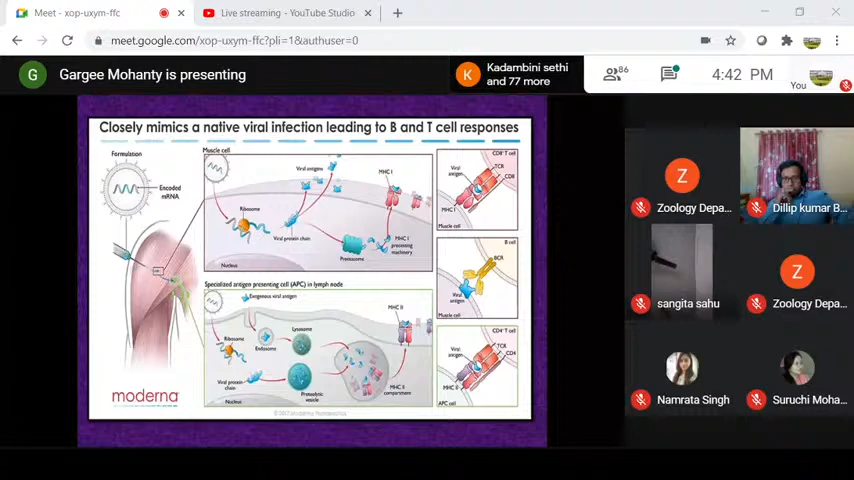 Meet - xop-uxym-ffc
Live streaming - YouTube Studio
meet.google.com/xop-uxym-ffc?pli=1&authuser=0
G
Gargee Mohanty is presenting
K
Kadambini sethi
and 77 more
86
4:42 PM
You
Closely mimics a native viral infection leading to B and T cell responses
Formulation
Encoded
mRNA
Muscle cell
Viral antigens
MHC I
Ribosome
Viral protein chain
Proteasome
MHC I
processing
machinery
Nucleus
CD8+ T cell
TCR
CD8
Viral
antigen
MHC I
Muscle cell
B cell
BCR
Viral
antigen
Muscle cell
Specialized antigen presenting cell (APC) in lymph node
Exogenous viral antigen
Ribosome
Endosome
Lysosome
MHC II
Viral protein
chain
Proteolytic
vesicle
MHC II
compartment
Nucleus
CD4+ T cell
TCR
CD4
Viral
antigen
MHC II
APC cell
moderna
Z
Zoology Depa...
Dillip kumar B...
sangita sahu
Z
Zoology Depa...
Namrata Singh
Suruchi Moha...